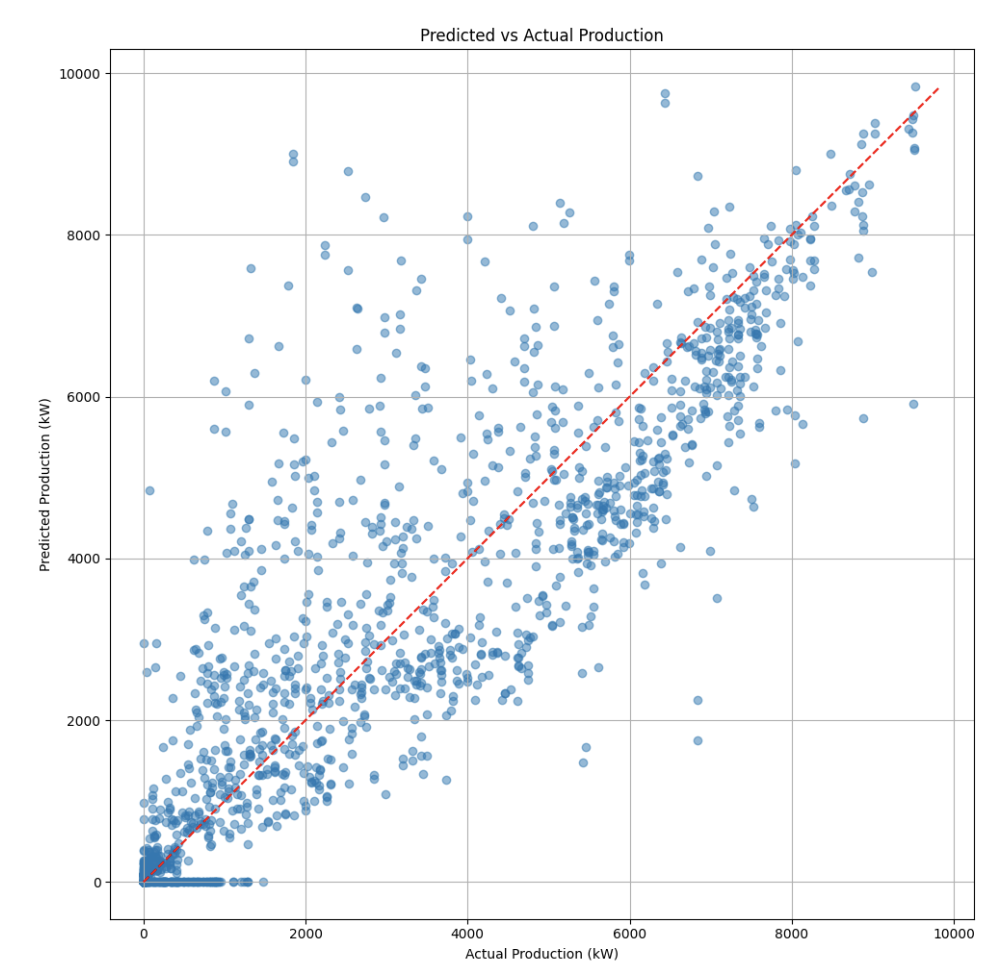 Predicted vs Actual Production
10000
8000
6000
4000
2000
0
Predicted Production (kW)
0 2000 4000 6000 8000 10000
Actual Production (kW)